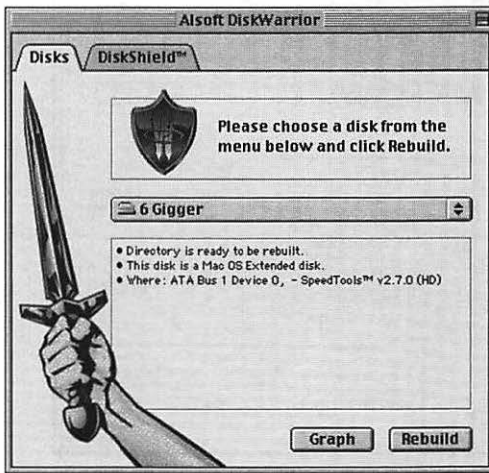 Alsoft DiskWarrior
Disks
DiskShield™
Please choose a disk from the
menu below and click Rebuild.
6 Gigger
• Directory is ready to be rebuilt.
• This disk is a Mac OS Extended disk.
• Where: ATA Bus 1 Device 0, - SpeedTools™ v2.7.0 (HD)
Graph
Rebuild